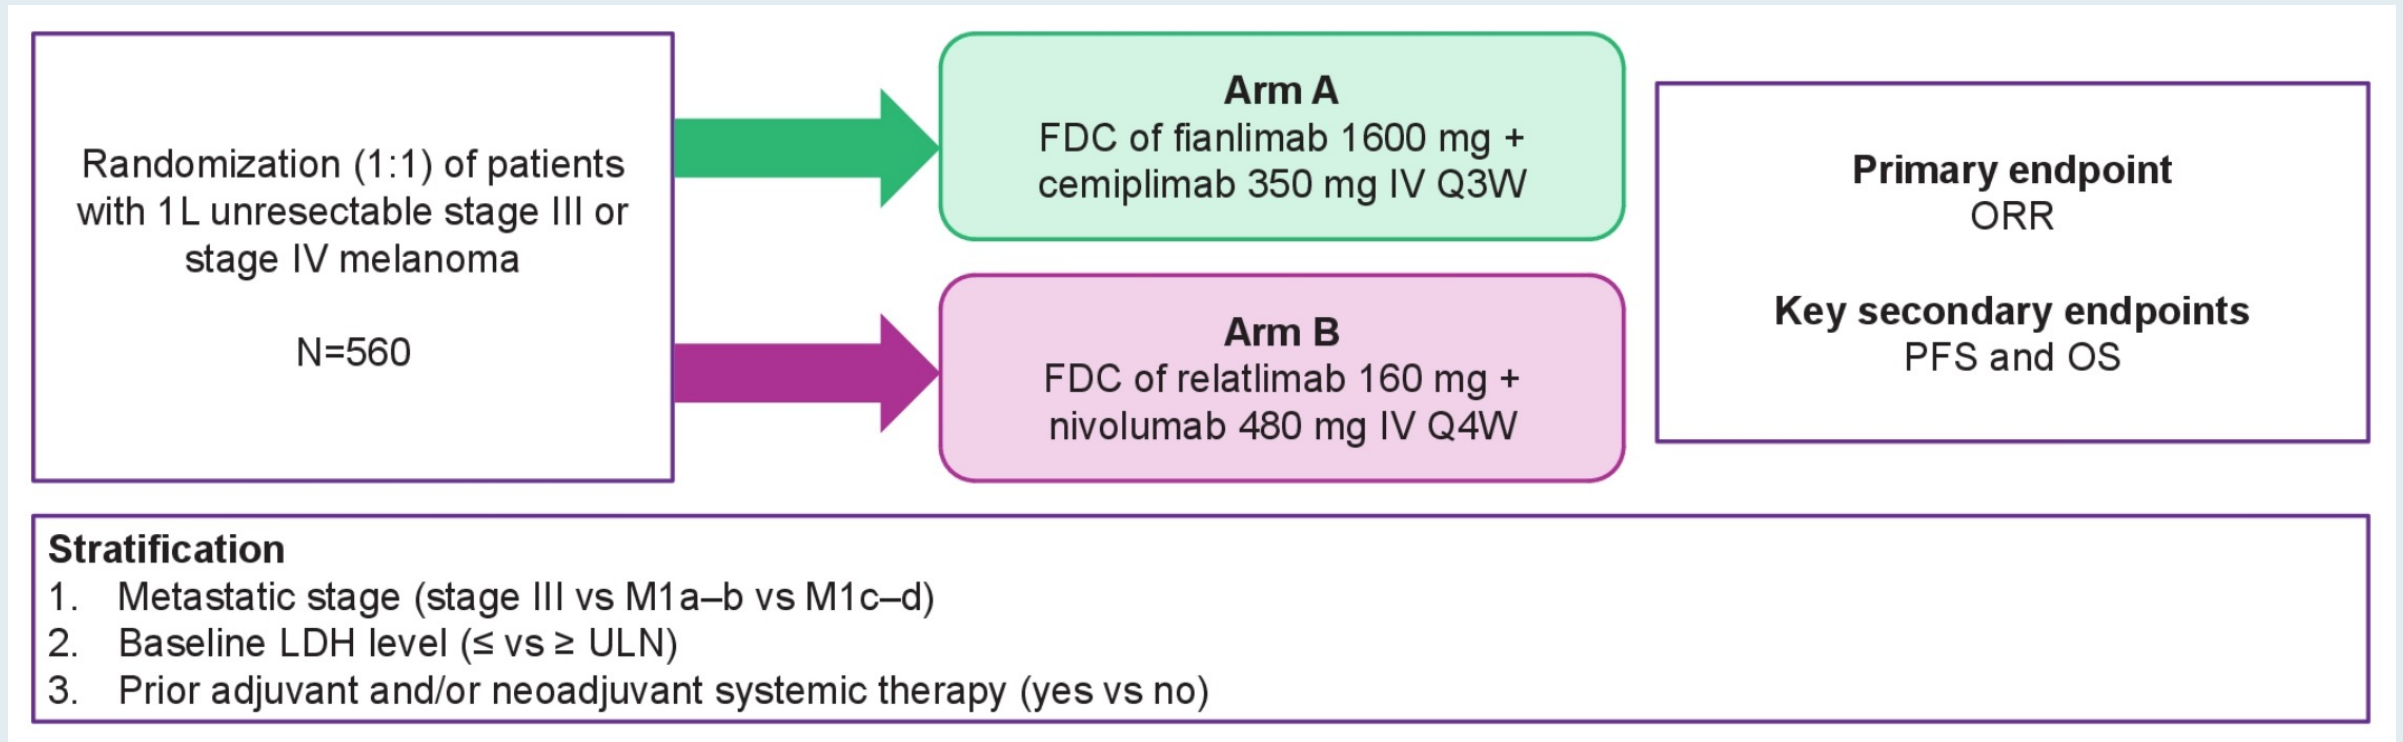 Randomization (1:1) of patients
with 1L unresectable stage III or
stage IV melanoma
N=560
Arm A
FDC of fianlimab 1600 mg +
cemiplimab 350 mg IV Q3W
Arm B
FDC of relatlimab 160 mg +
nivolumab 480 mg IV Q4W
Primary endpoint
ORR
Key secondary endpoints
PFS and OS
Stratification
1. Metastatic stage (stage III vs M1a–b vs M1c–d)
2. Baseline LDH level (≤ vs ≥ ULN)
3. Prior adjuvant and/or neoadjuvant systemic therapy (yes vs no)